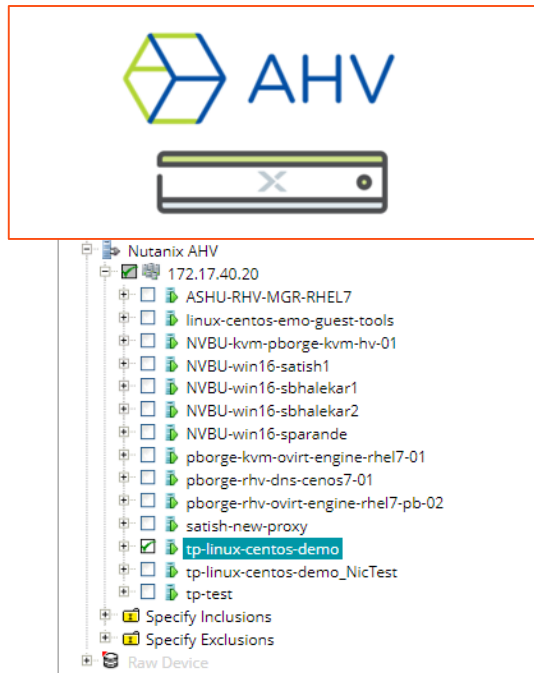 AHV
X
Nutanix AHV
172.17.40.20
ASHU-RHV-MGR-RHEL7
linux-centos-emo-guest-tools
NVBU-kvm-pborge-kvm-hv-01
NVBU-win16-satish1
NVBU-win16-sbhalekar1
NVBU-win16-sbhalekar2
NVBU-win16-sparande
pborge-kvm-ovirt-engine-rhel7-01
pborge-rhv-dns-cenos7-01
pborge-rhv-ovirt-engine-rhel7-pb-02
satish-new-proxy
tp-linux-centos-demo
tp-linux-centos-demo_NicTest
tp-test
Specify Inclusions
Specify Exclusions
Raw Device